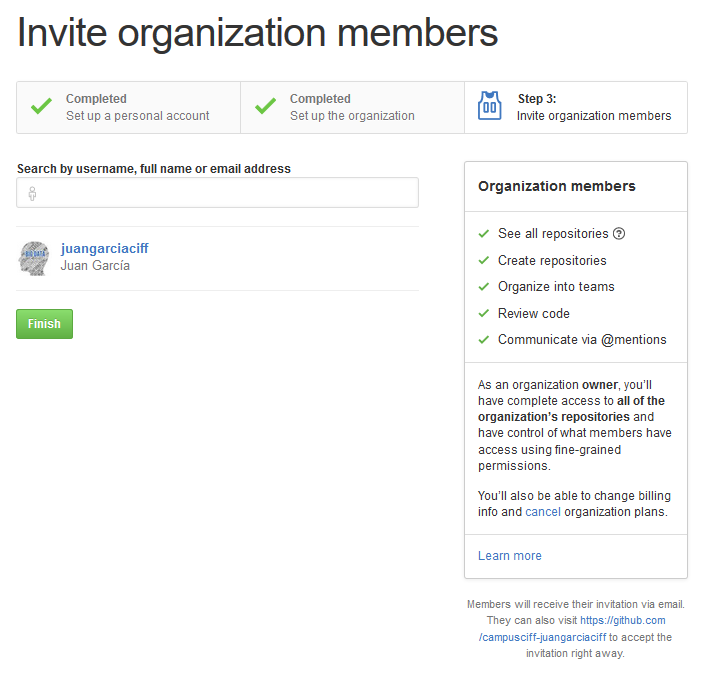 Invite organization members
Completed
Set up a personal account
Completed
Set up the organization
Step 3:
Invite organization members
Search by username, full name or email address
BIG DATA
juangarciaciff
Juan García
Finish
Organization members
See all repositories
Create repositories
Organize into teams
Review code
Communicate via @mentions
As an organization owner, you'll
have complete access to all of the
organization's repositories and
have control of what members have
access using fine-grained
permissions.
You'll also be able to change billing
info and cancel organization plans.
Learn more
Members will receive their invitation via email.
They can also visit https://github.com
/campusciff-juangarciaciff to accept the
invitation right away.